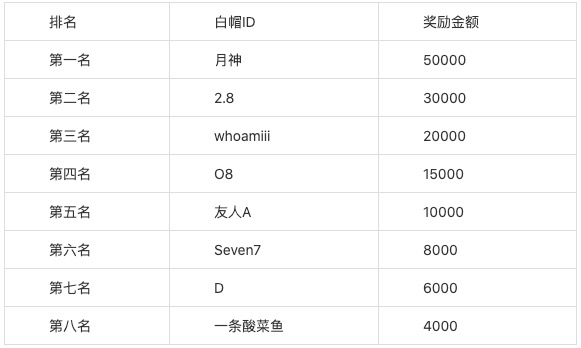 排名 白帽ID 奖励金额
第一名 月神 50000
第二名 2.8 30000
第三名 whoamiii 20000
第四名 O8 15000
第五名 友人A 10000
第六名 Seven7 8000
第七名 D 6000
第八名 一条酸菜鱼 4000